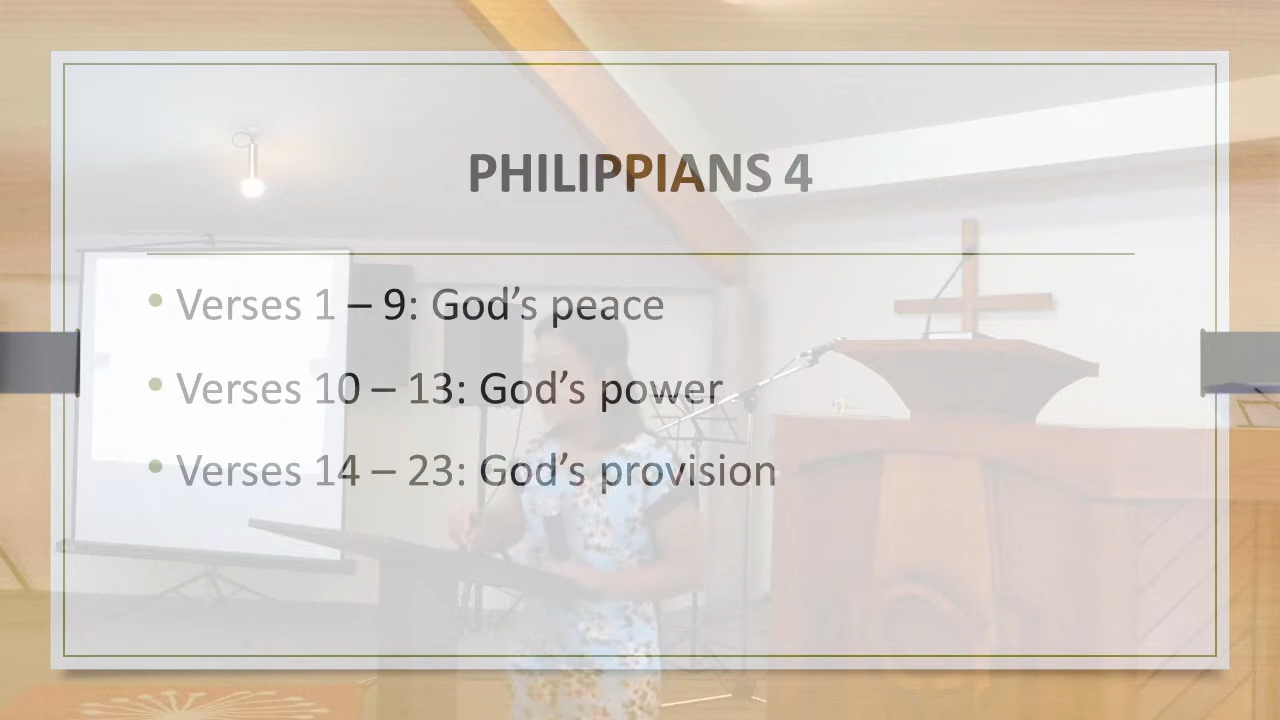 PHILIPPIANS 4
• Verses 1 – 9: God’s peace
• Verses 10 – 13: God’s power
• Verses 14 – 23: God’s provision